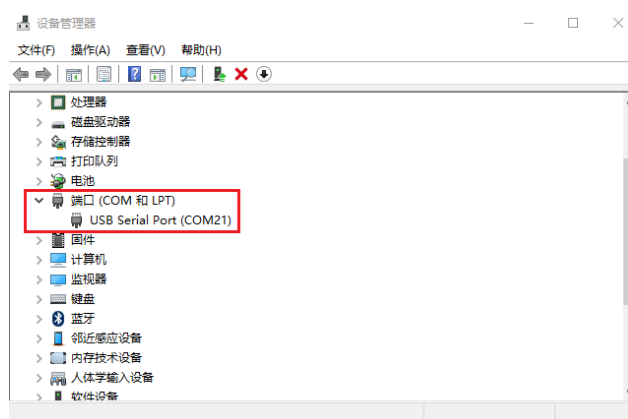 设备管理器
文件(F) 操作(A) 查看(V) 帮助(H)
处理器
磁盘驱动器
存储控制器
打印队列
电池
端口 (COM 和 LPT)
USB Serial Port (COM21)
固件
计算机
监视器
键盘
蓝牙
邻近感应设备
内存技术设备
人体学输入设备
软件设备